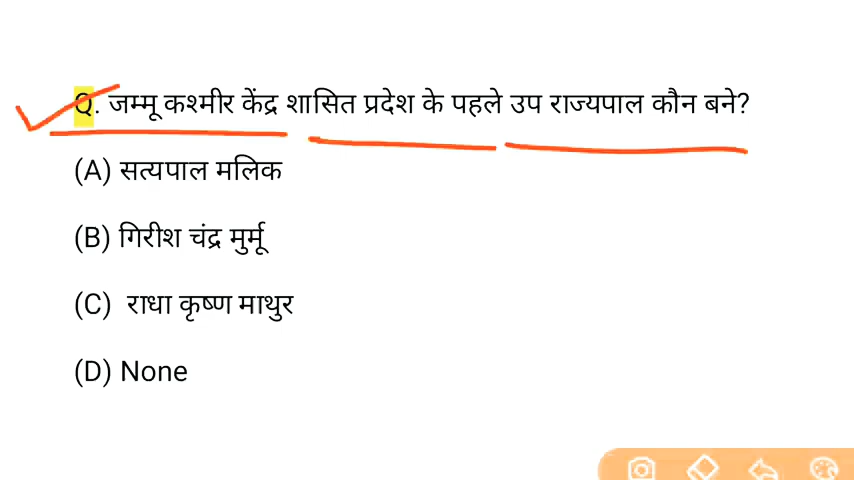 Q. जम्मू कश्मीर केंद्र शासित प्रदेश के पहले उप राज्यपाल कौन बने?
(A) सत्यपाल मलिक
(B) गिरीश चंद्र मुर्मू
(C) राधा कृष्ण माथुर
(D) None